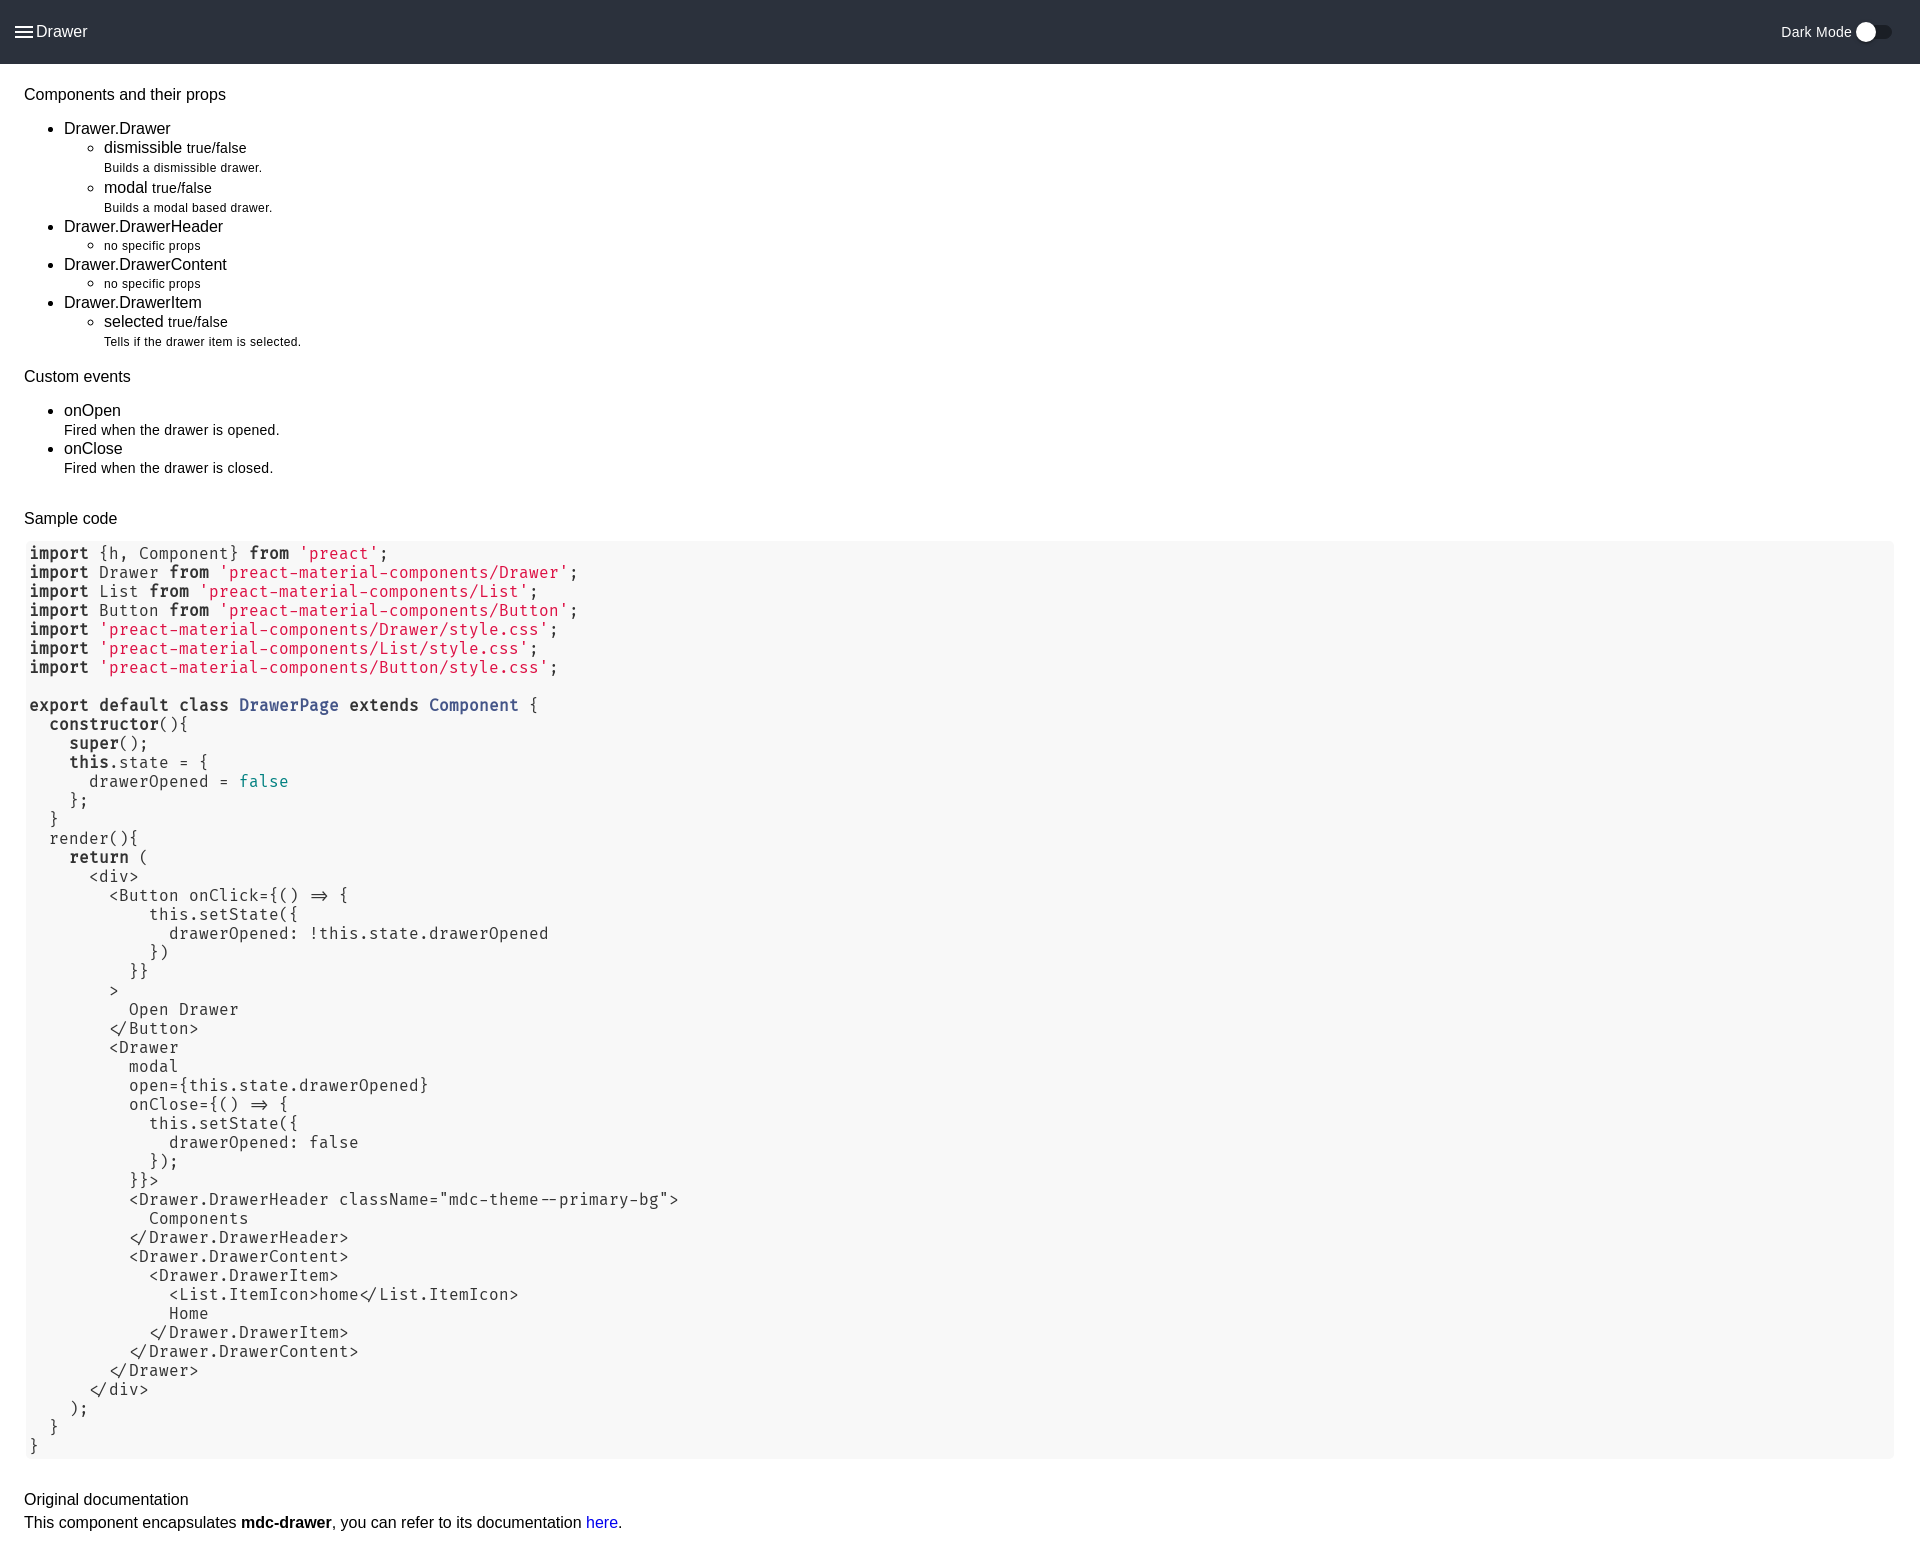 Drawer
Dark Mode
Components and their props
Drawer.Drawer
dismissible true/false
Builds a dismissible drawer.
modal true/false
Builds a modal based drawer.
Drawer.DrawerHeader
no specific props
Drawer.DrawerContent
no specific props
Drawer.DrawerItem
selected true/false
Tells if the drawer item is selected.
Custom events
onOpen
Fired when the drawer is opened.
onClose
Fired when the drawer is closed.
Sample code
import {h, Component} from 'preact';
import Drawer from 'preact-material-components/Drawer';
import List from 'preact-material-components/List';
import Button from 'preact-material-components/Button';
import 'preact-material-components/Drawer/style.css';
import 'preact-material-components/List/style.css';
import 'preact-material-components/Button/style.css';

export default class DrawerPage extends Component {
  constructor(){
    super();
    this.state = {
      drawerOpened = false
    };
  }
  render(){
    return (
      <div>
        <Button onClick={() => {
            this.setState({
              drawerOpened: !this.state.drawerOpened
            })
          }}
        >
          Open Drawer
        </Button>
        <Drawer
          modal
          open={this.state.drawerOpened}
          onClose={() => {
            this.setState({
              drawerOpened: false
            });
          }}>
          <Drawer.DrawerHeader className="mdc-theme--primary-bg">
            Components
          </Drawer.DrawerHeader>
          <Drawer.DrawerContent>
            <Drawer.DrawerItem>
              <List.ItemIcon>home</List.ItemIcon>
              Home
            </Drawer.DrawerItem>
          </Drawer.DrawerContent>
        </Drawer>
      </div>
    );
  }
}
Original documentation
This component encapsulates mdc-drawer, you can refer to its documentation here.